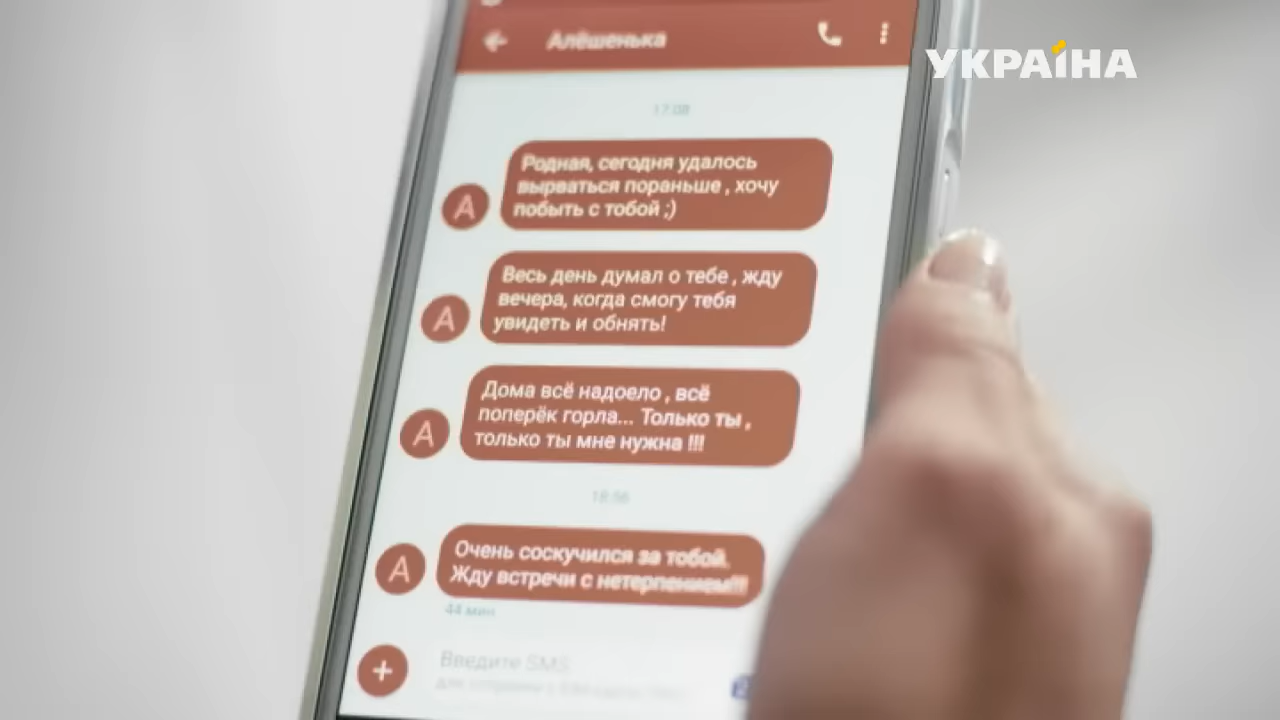 Алёшенька
УКРАЇНА
17:08
Родная, сегодня удалось
вырваться пораньше , хочу
побыть с тобой ;)
А
Весь день думал о тебе , жду
вечера, когда смогу тебя
увидеть и обнять!
А
Дома всё надоело , всё
поперёк горла... Только ты ,
только ты мне нужна !!!
А
18:56
Очень соскучился за тобой.
Жду встречи с нетерпением!!!
А
44 мин
+
Введите SMS